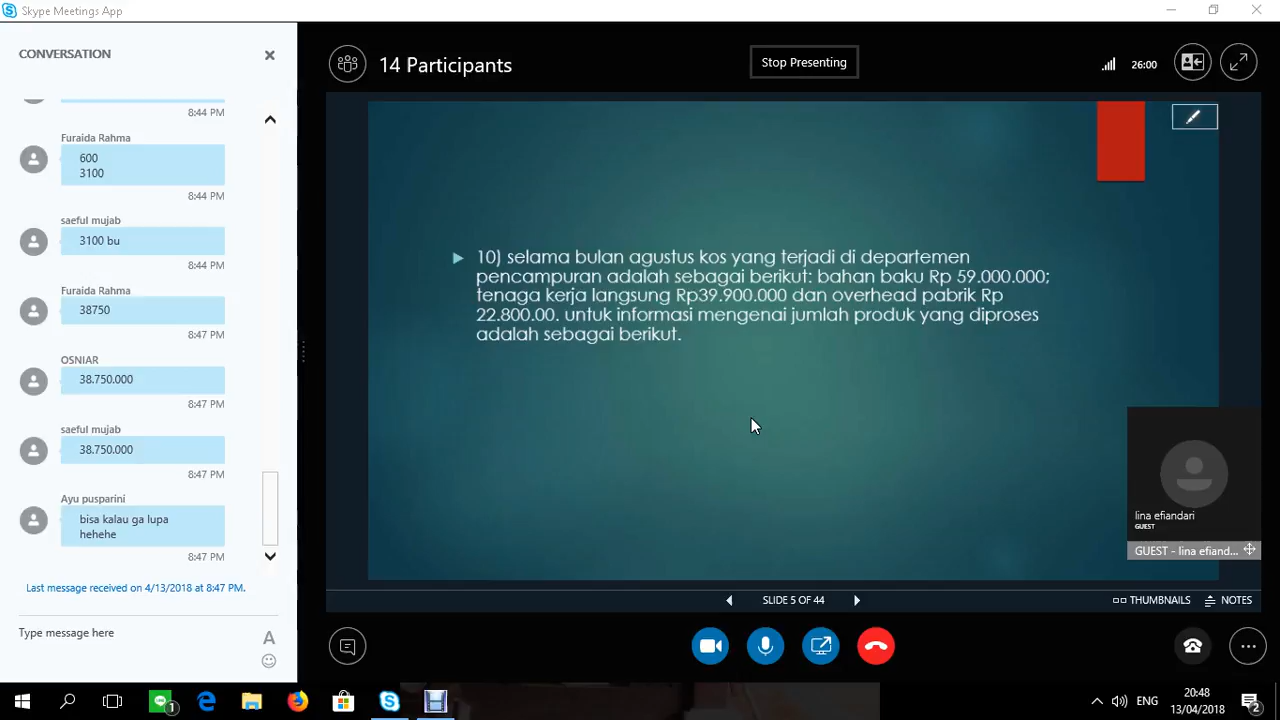 Skype Meetings App
CONVERSATION
8:44 PM
Furaida Rahma
600
3100
8:44 PM
saeful mujab
3100 bu
8:44 PM
Furaida Rahma
38750
OSNIAR
38.750.000
8:47 PM
saeful mujab
38.750.000
8:47 PM
Ayu pusparini
bisa kalau ga lupa
hehehe
8:47 PM
Last message received on 4/13/2018 at 8:47 PM.
Type message here
A
14 Participants
Stop Presenting
26:00
10) selama bulan agustus kos yang terjadi di departemen
pencampuran adalah sebagai berikut: bahan baku Rp 59.000.000;
tenaga kerja langsung Rp39.900.000 dan overhead pabrik Rp
22.800.00. untuk informasi mengenai jumlah produk yang diproses
adalah sebagai berikut.
lina efiandari
GUEST
GUEST - lina efiand...
SLIDE 5 OF 44
THUMBNAILS
NOTES
1
ENG
20:48
13/04/2018
2